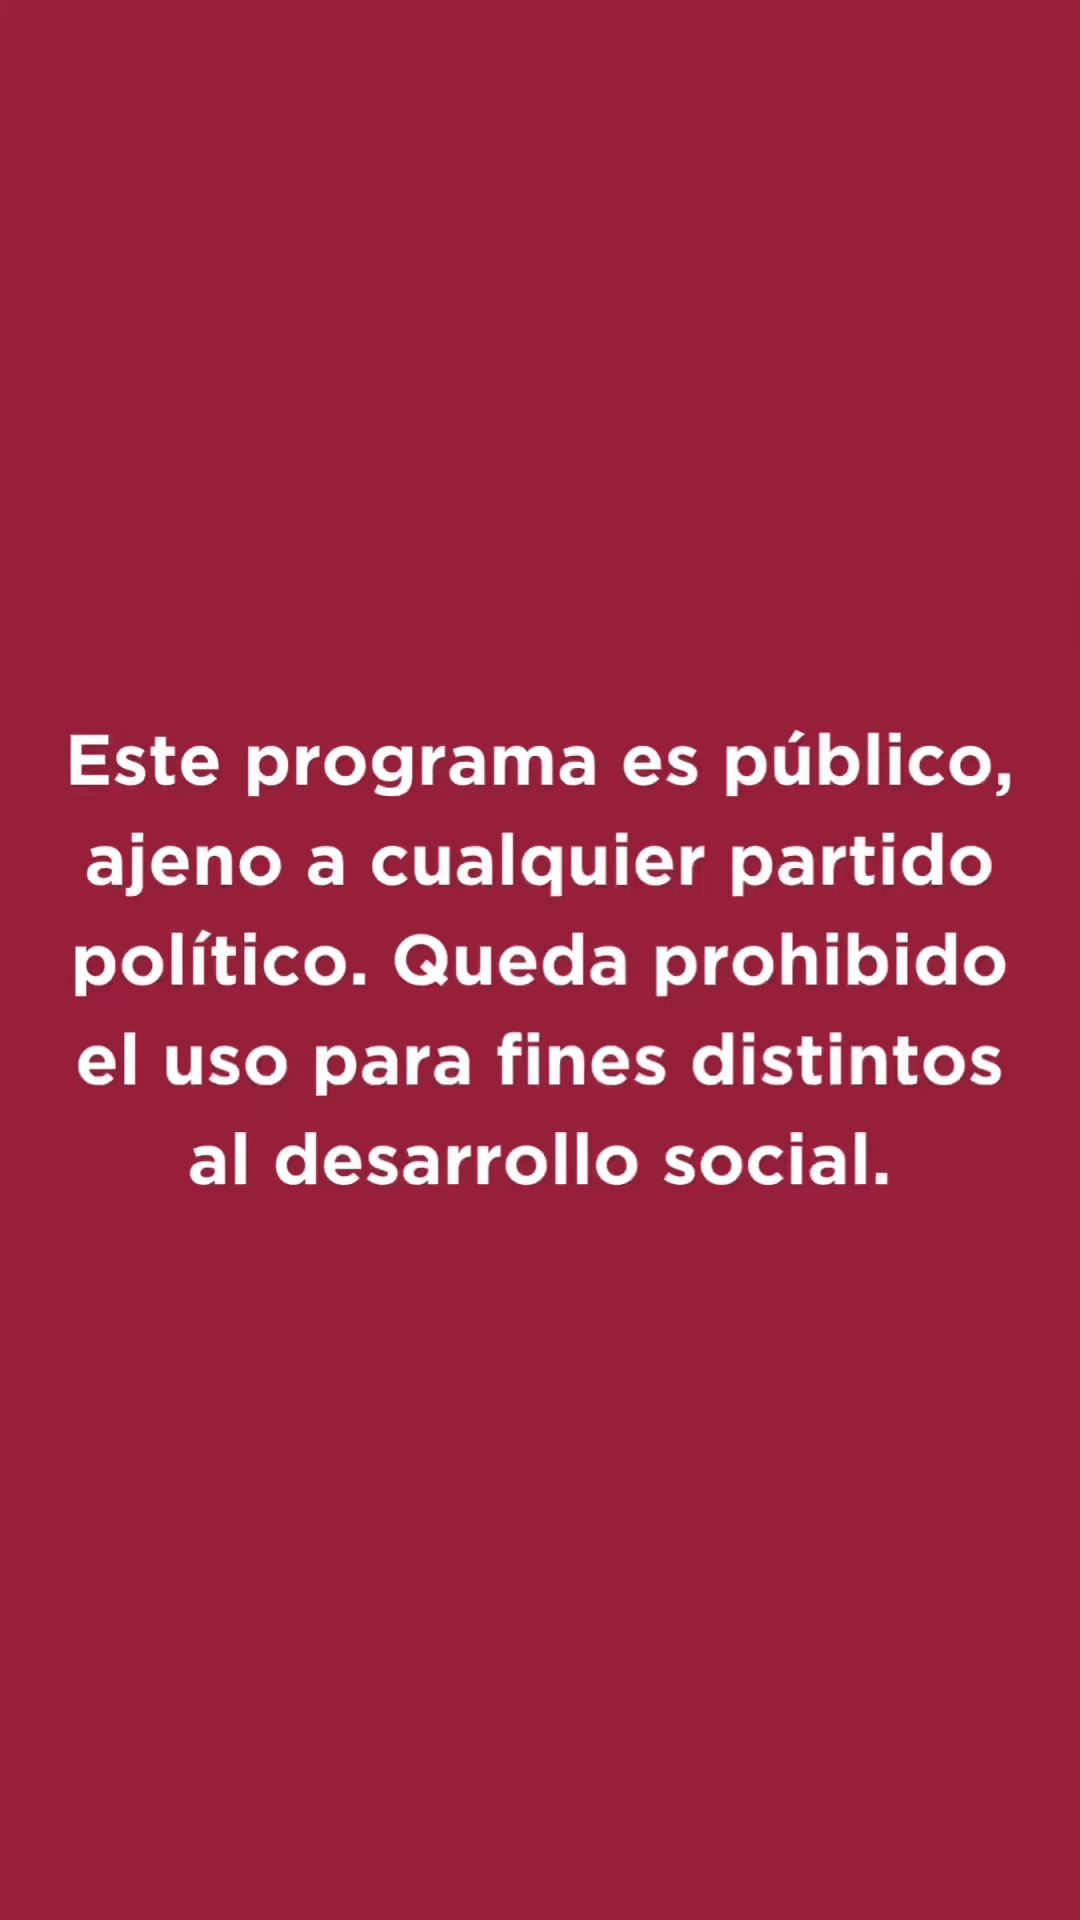 Este programa es público,
ajeno a cualquier partido
político. Queda prohibido
el uso para fines distintos
al desarrollo social.